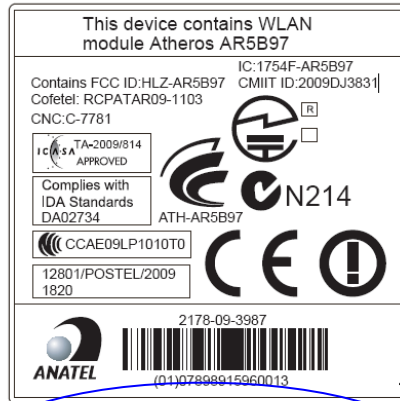 This device contains WLAN
module Atheros AR5B97
IC:1754F-AR5B97
Contains FCC ID:HLZ-AR5B97 CMIIT ID:2009DJ3831
Cofetel: RCPATAR09-1103
CNC:C-7781
R
ICASA TA-2009/814
APPROVED
Complies with
IDA Standards
DA02734
ATH-AR5B97
N214
CCAE09LP1010T0
12801/POSTEL/2009
1820
CE
2178-09-3987
ANATEL
(01)07898915960013